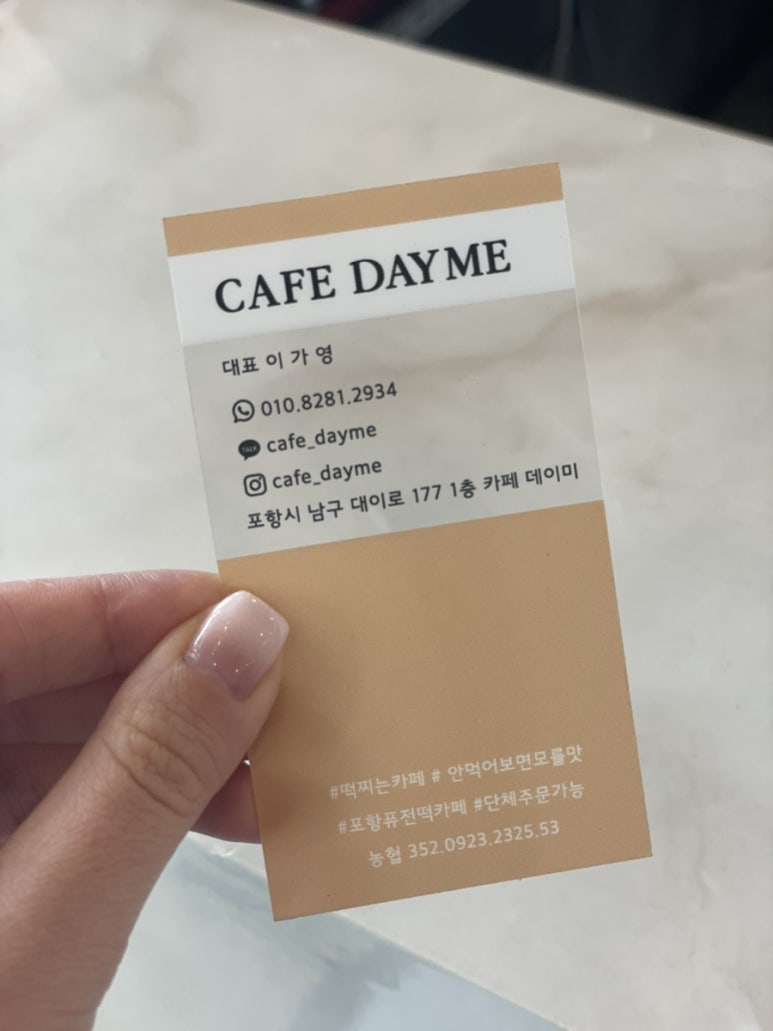 CAFE DAYME
대표 이 가 영
010.8281.2934
TALK cafe_dayme
cafe_dayme
포항시 남구 대이로 177 1층 카페 데이미
#떡찌는카페 # 안먹어보면모를맛
#포항퓨전떡카페 #단체주문가능
농협 352.0923.2325.53